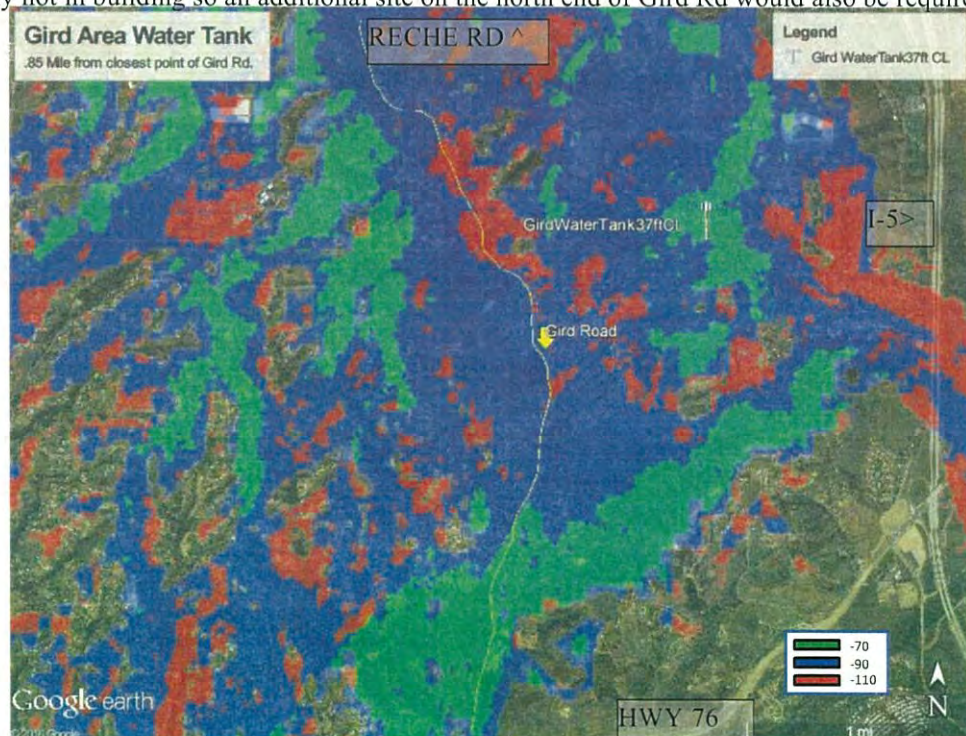 y not in building so an additional site on the north end of Gird Rd would also be require
Gird Area Water Tank
.85 Mile from closest point of Gird Rd.
RECHE RD ^
Legend
Gird WaterTank37ft CL
GirdWaterTank37ftCl
I-5>
Gird Road
-70
-90
-110
Google earth
N
HWY 76
1 mi